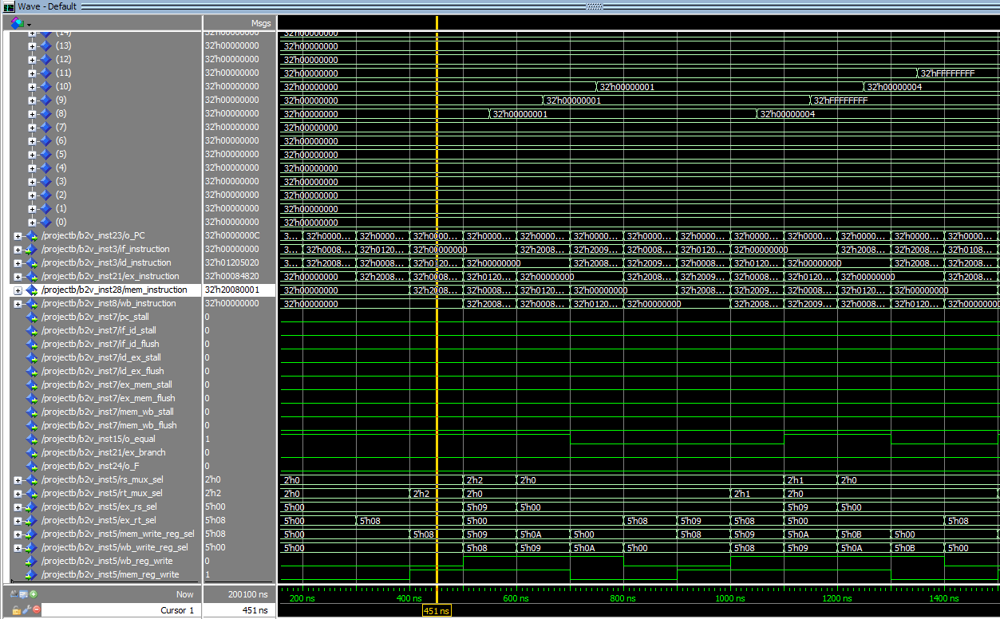 Wave - Default
Msgs
(14) 32'h00000000 32'h00000000
(13) 32'h00000000 32'h00000000
(12) 32'h00000000 32'h00000000
(11) 32'h00000000 32'h00000000 32'hFFFFFFFF
(10) 32'h00000000 32'h00000000 32'h00000001 32'h00000004
(9) 32'h00000000 32'h00000000 32'h00000001 32'hFFFFFFFF
(8) 32'h00000000 32'h00000000 32'h00000001 32'h00000004
(7) 32'h00000000 32'h00000000
(6) 32'h00000000 32'h00000000
(5) 32'h00000000 32'h00000000
(4) 32'h00000000 32'h00000000
(3) 32'h00000000 32'h00000000
(2) 32'h00000000 32'h00000000
(1) 32'h00000000 32'h00000000
(0) 32'h00000000 32'h00000000
/projectb/b2v_inst23/o_PC 32'h0000000C 3... 32'h0000... 32'h0000... 32'h0000... 32'h0000... 32'h0000... 32'h0000... 32'h0000... 32'h0000... 32'h0000... 32'h0000... 32'h0000... 32'h0000... 32'h0000...
/projectb/b2v_inst3/if_instruction 32'h00000000 3... 32'h0008... 32'h0120... 32'h00000000 32'h2008... 32'h2009... 32'h0008... 32'h0120... 32'h00000000 32'h2008... 32'h2008... 32'h0108...
/projectb/b2v_inst3/id_instruction 32'h01205020 3... 32'h2008... 32'h0008... 32'h0120... 32'h00000000 32'h2008... 32'h2009... 32'h0008... 32'h0120... 32'h00000000 32'h2008... 32'h2008...
/projectb/b2v_inst21/ex_instruction 32'h00084820 32'h00000000 32'h2008... 32'h0008... 32'h0120... 32'h00000000 32'h2008... 32'h2009... 32'h0008... 32'h0120... 32'h00000000 32'h2008...
/projectb/b2v_inst28/mem_instruction 32'h20080001 32'h00000000 32'h2008... 32'h0008... 32'h0120... 32'h00000000 32'h2008... 32'h2009... 32'h0008... 32'h0120... 32'h00000000
/projectb/b2v_inst8/wb_instruction 32'h00000000 32'h00000000 32'h2008... 32'h0008... 32'h0120... 32'h00000000 32'h2008... 32'h2009... 32'h0008... 32'h0120... 32'h00000000
/projectb/b2v_inst7/pc_stall 0
/projectb/b2v_inst7/if_id_stall 0
/projectb/b2v_inst7/if_id_flush 0
/projectb/b2v_inst7/id_ex_stall 0
/projectb/b2v_inst7/id_ex_flush 0
/projectb/b2v_inst7/ex_mem_stall 0
/projectb/b2v_inst7/ex_mem_flush 0
/projectb/b2v_inst7/mem_wb_stall 0
/projectb/b2v_inst7/mem_wb_flush 0
/projectb/b2v_inst15/o_equal 1
/projectb/b2v_inst21/ex_branch 0
/projectb/b2v_inst24/o_F 0
/projectb/b2v_inst5/rs_mux_sel 2'h0 2'h0 2'h2 2'h0 2'h1 2'h0
/projectb/b2v_inst5/rt_mux_sel 2'h2 2'h0 2'h2 2'h0 2'h1 2'h0
/projectb/b2v_inst5/ex_rs_sel 5'h00 5'h00 5'h09 5'h00 5'h09 5'h00
/projectb/b2v_inst5/ex_rt_sel 5'h08 5'h00 5'h08 5'h00 5'h08 5'h09 5'h08 5'h00 5'h08
/projectb/b2v_inst5/mem_write_reg_sel 5'h08 5'h00 5'h08 5'h09 5'h0A 5'h00 5'h08 5'h09 5'h0A 5'h0B 5'h00
/projectb/b2v_inst5/wb_write_reg_sel 5'h00 5'h00 5'h08 5'h09 5'h0A 5'h00 5'h08 5'h09 5'h0A 5'h0B 5'h00
/projectb/b2v_inst5/wb_reg_write 0
/projectb/b2v_inst5/mem_reg_write 1
Now 200100 ns 200 ns 400 ns 600 ns 800 ns 1000 ns 1200 ns 1400 ns
Cursor 1 451 ns 451 ns